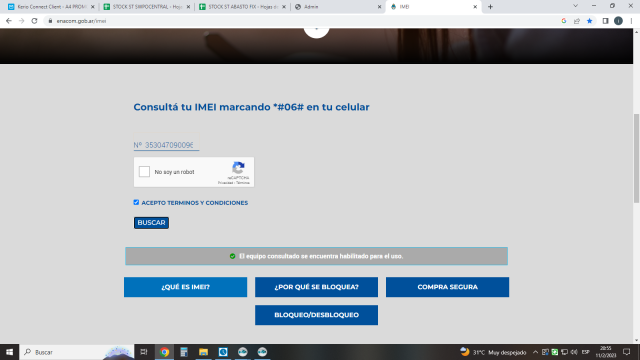 Kerio Connect Client - A4 PROM
STOCK ST SWPOCENTRAL - Hoja
STOCK ST ABASTO FIX - Hojas de
Admin
IMEI
enacom.gob.ar/imei
Consultá tu IMEI marcando *#06# en tu celular
Nº 35304709009
No soy un robot
reCAPTCHA
Privacidad - Términos
ACEPTO TERMINOS Y CONDICIONES
BUSCAR
El equipo consultado se encuentra habilitado para el uso.
¿QUÉ ES IMEI?
¿POR QUÉ SE BLOQUEA?
COMPRA SEGURA
BLOQUEO/DESBLOQUEO
Buscar
31°C Muy despejado
ESP
20:55
11/2/2023